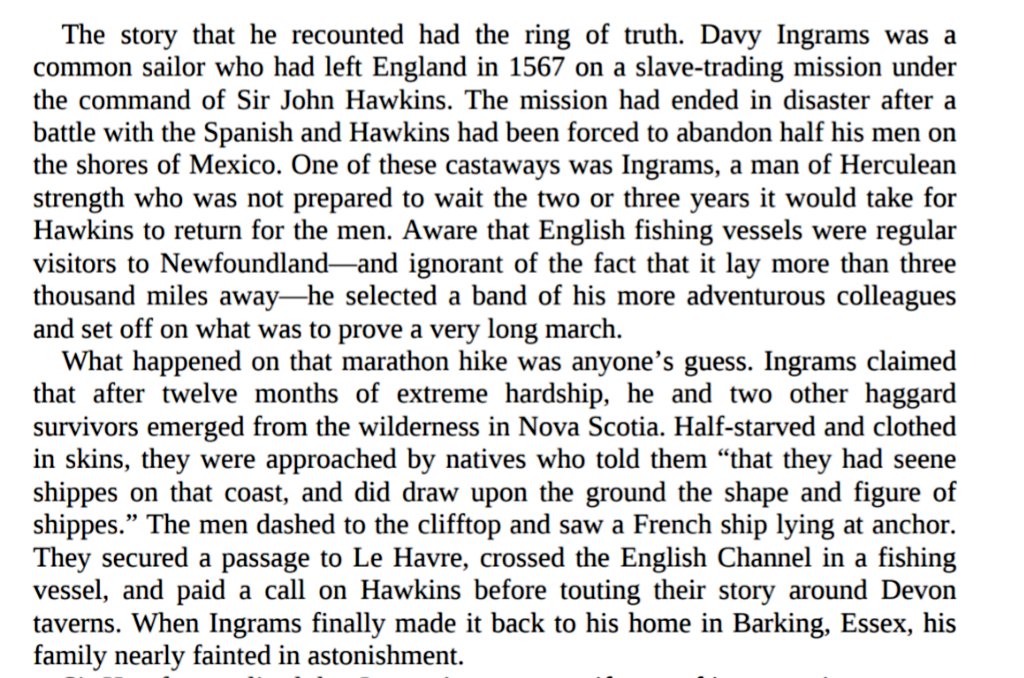 The story that he recounted had the ring of truth. Davy Ingrams was a
common sailor who had left England in 1567 on a slave-trading mission under
the command of Sir John Hawkins. The mission had ended in disaster after a
battle with the Spanish and Hawkins had been forced to abandon half his men on
the shores of Mexico. One of these castaways was Ingrams, a man of Herculean
strength who was not prepared to wait the two or three years it would take for
Hawkins to return for the men. Aware that English fishing vessels were regular
visitors to Newfoundland—and ignorant of the fact that it lay more than three
thousand miles away—he selected a band of his more adventurous colleagues
and set off on what was to prove a very long march.
What happened on that marathon hike was anyone’s guess. Ingrams claimed
that after twelve months of extreme hardship, he and two other haggard
survivors emerged from the wilderness in Nova Scotia. Half-starved and clothed
in skins, they were approached by natives who told them “that they had seene
shippes on that coast, and did draw upon the ground the shape and figure of
shippes.” The men dashed to the clifftop and saw a French ship lying at anchor.
They secured a passage to Le Havre, crossed the English Channel in a fishing
vessel, and paid a call on Hawkins before touting their story around Devon
taverns. When Ingrams finally made it back to his home in Barking, Essex, his
family nearly fainted in astonishment.